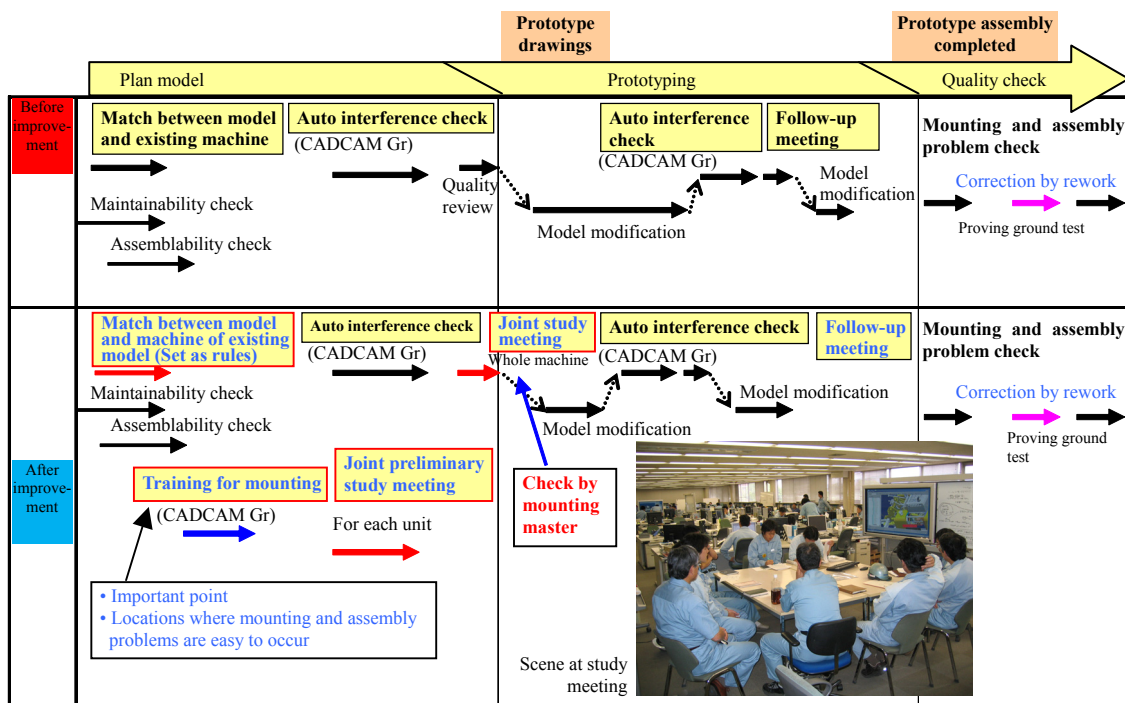 Prototype
drawings
Prototype assembly
completed
Plan model
Prototyping
Quality check
Before
improve-
ment
Match between model
and existing machine
Auto interference check
(CADCAM Gr)
Quality
review
Maintainability check
Assemblability check
Auto interference
check
(CADCAM Gr)
Follow-up
meeting
Model
modification
Model modification
Mounting and assembly
problem check
Correction by rework
Proving ground test
After
improve-
ment
Match between model
and machine of existing
model (Set as rules)
Auto interference check
(CADCAM Gr)
Maintainability check
Assemblability check
Training for mounting
(CADCAM Gr)
Joint preliminary
study meeting
For each unit
• Important point
• Locations where mounting and assembly
problems are easy to occur
Joint study
meeting
Whole machine
Auto interference check
(CADCAM Gr)
Follow-up
meeting
Model modification
Model modification
Check by
mounting
master
Scene at study
meeting
Mounting and assembly
problem check
Correction by rework
Proving ground
test